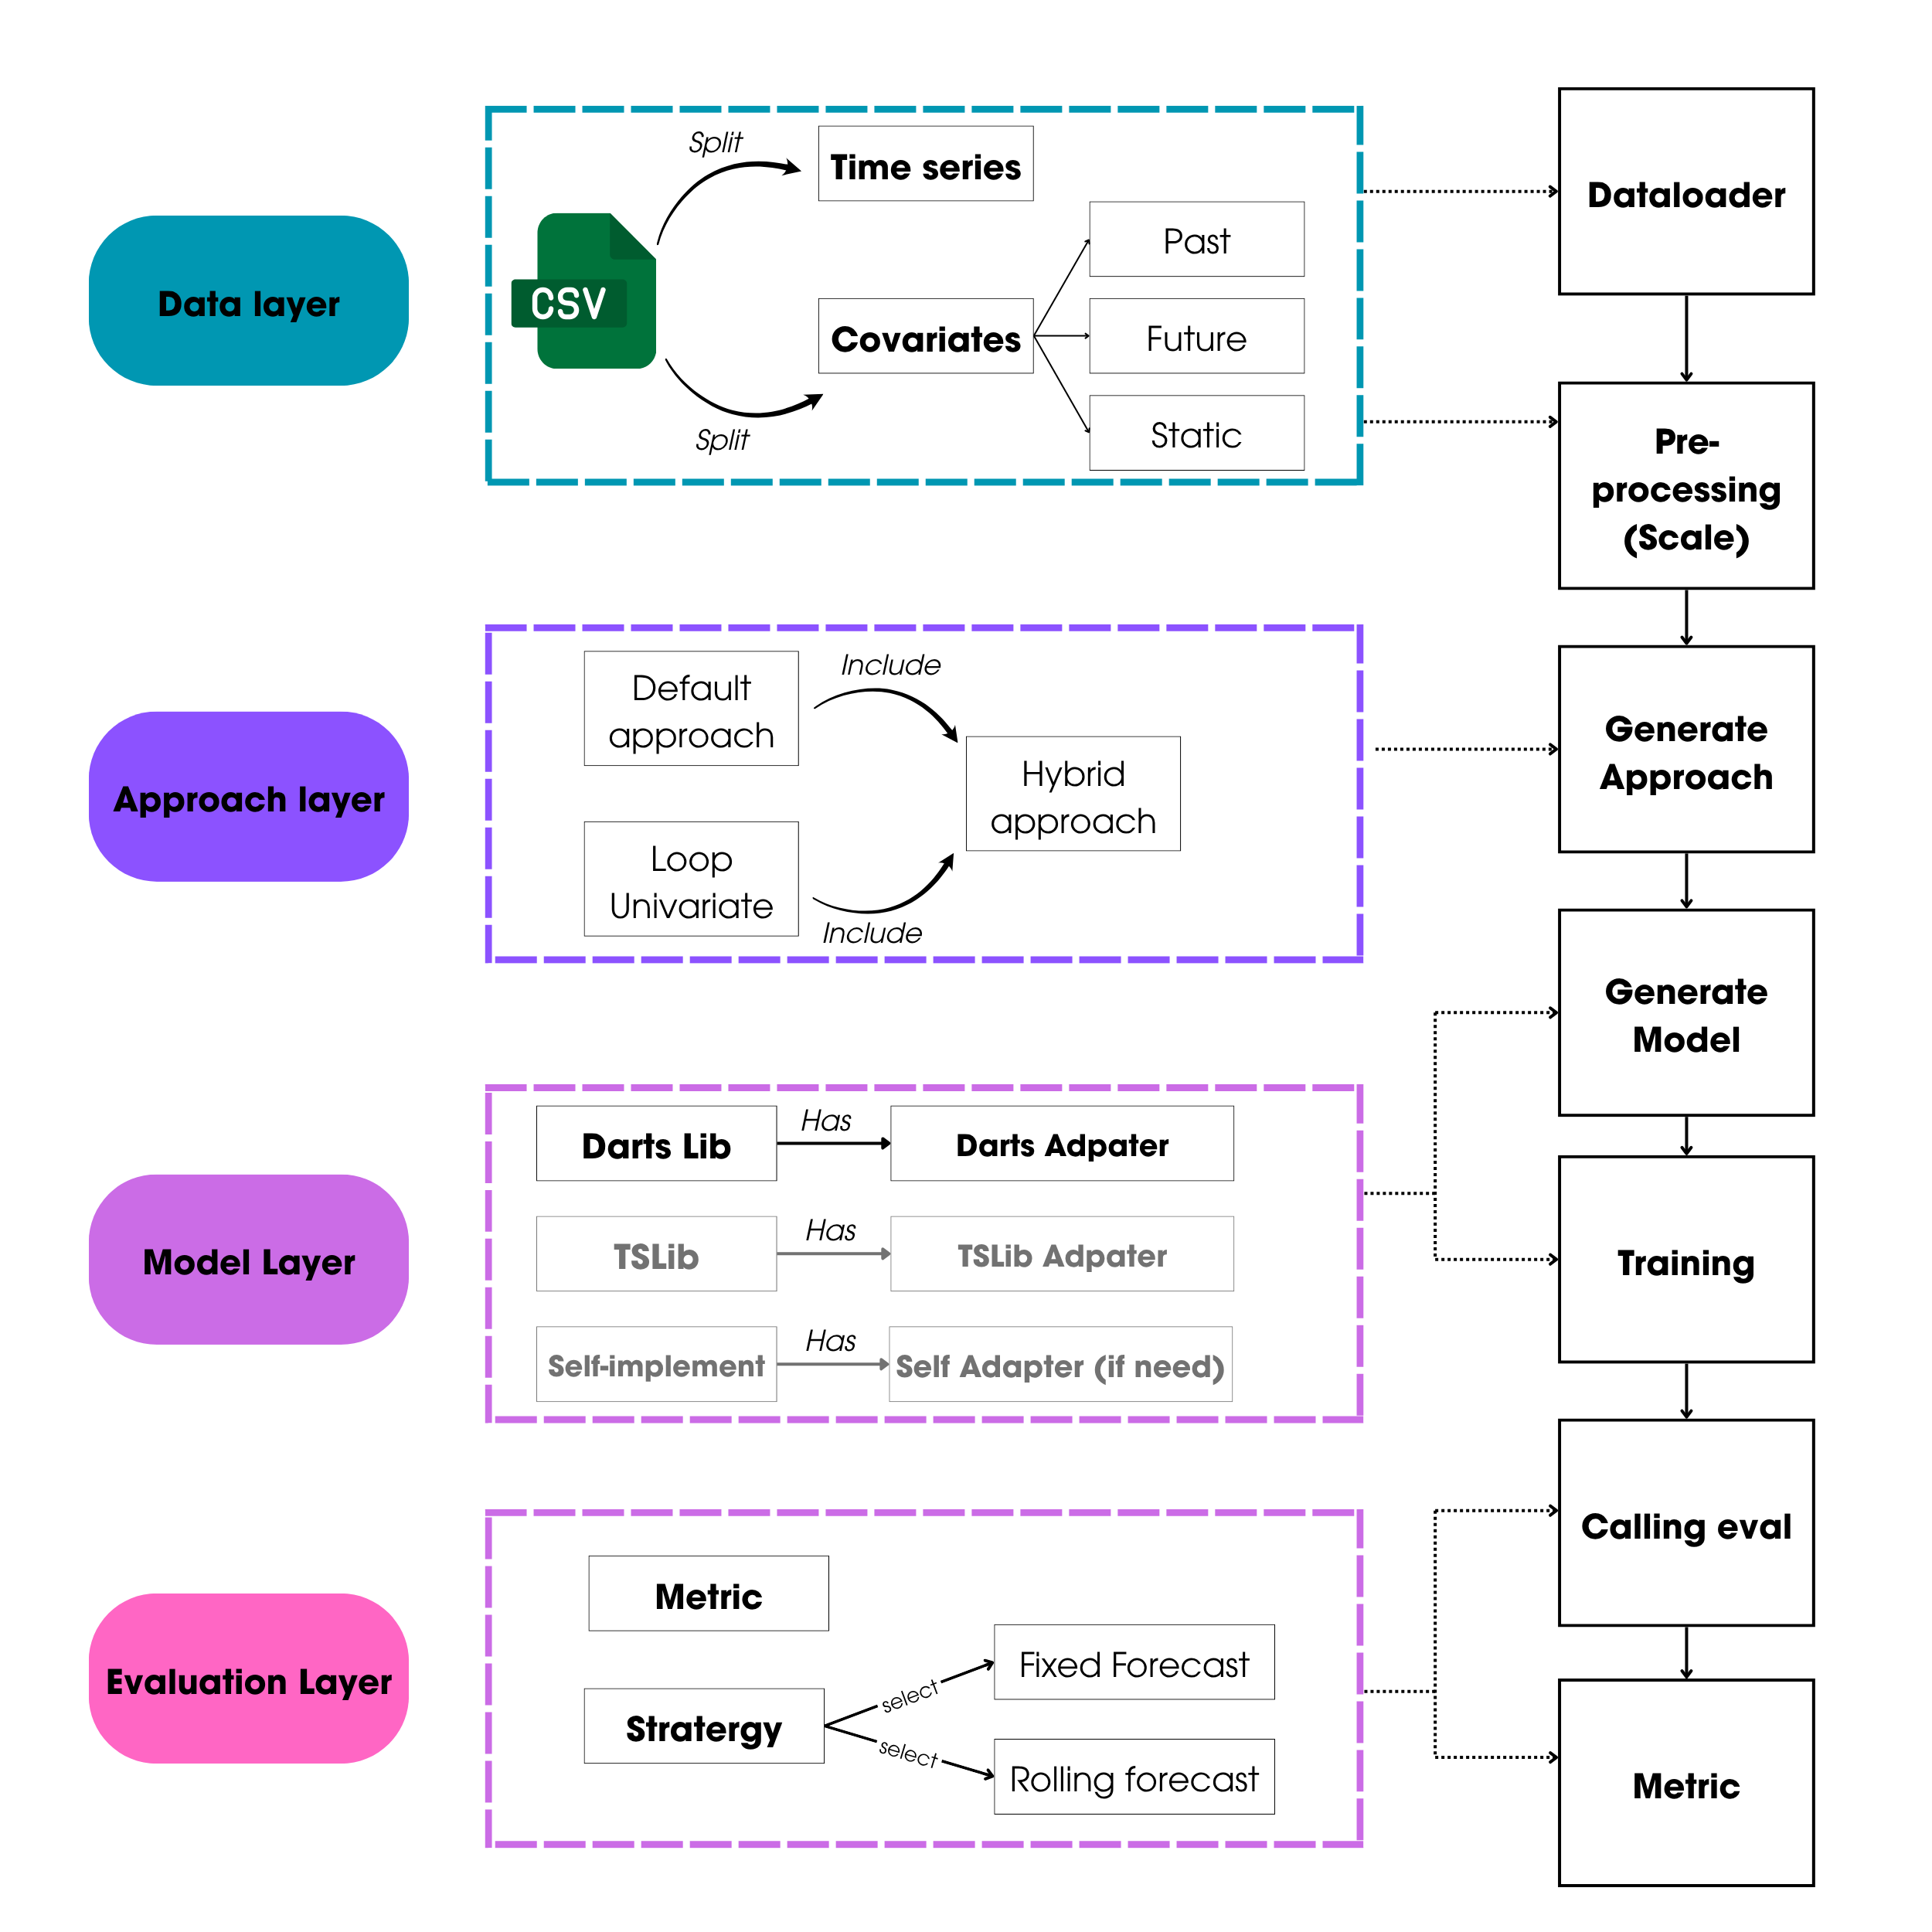 Data layer
Split
Time series
CSV
Covariates
Split
Past
Future
Static
Dataloader
Pre-
processing
(Scale)
Approach layer
Default
approach
Include
Hybrid
approach
Loop
Univariate
Include
Generate
Approach
Generate
Model
Model Layer
Darts Lib
Has
Darts Adpater
TSLib
Has
TSLib Adpater
Self-implement
Has
Self Adapter (if need)
Training
Evaluation Layer
Metric
Stratergy
select
Fixed Forecast
select
Rolling forecast
Calling eval
Metric